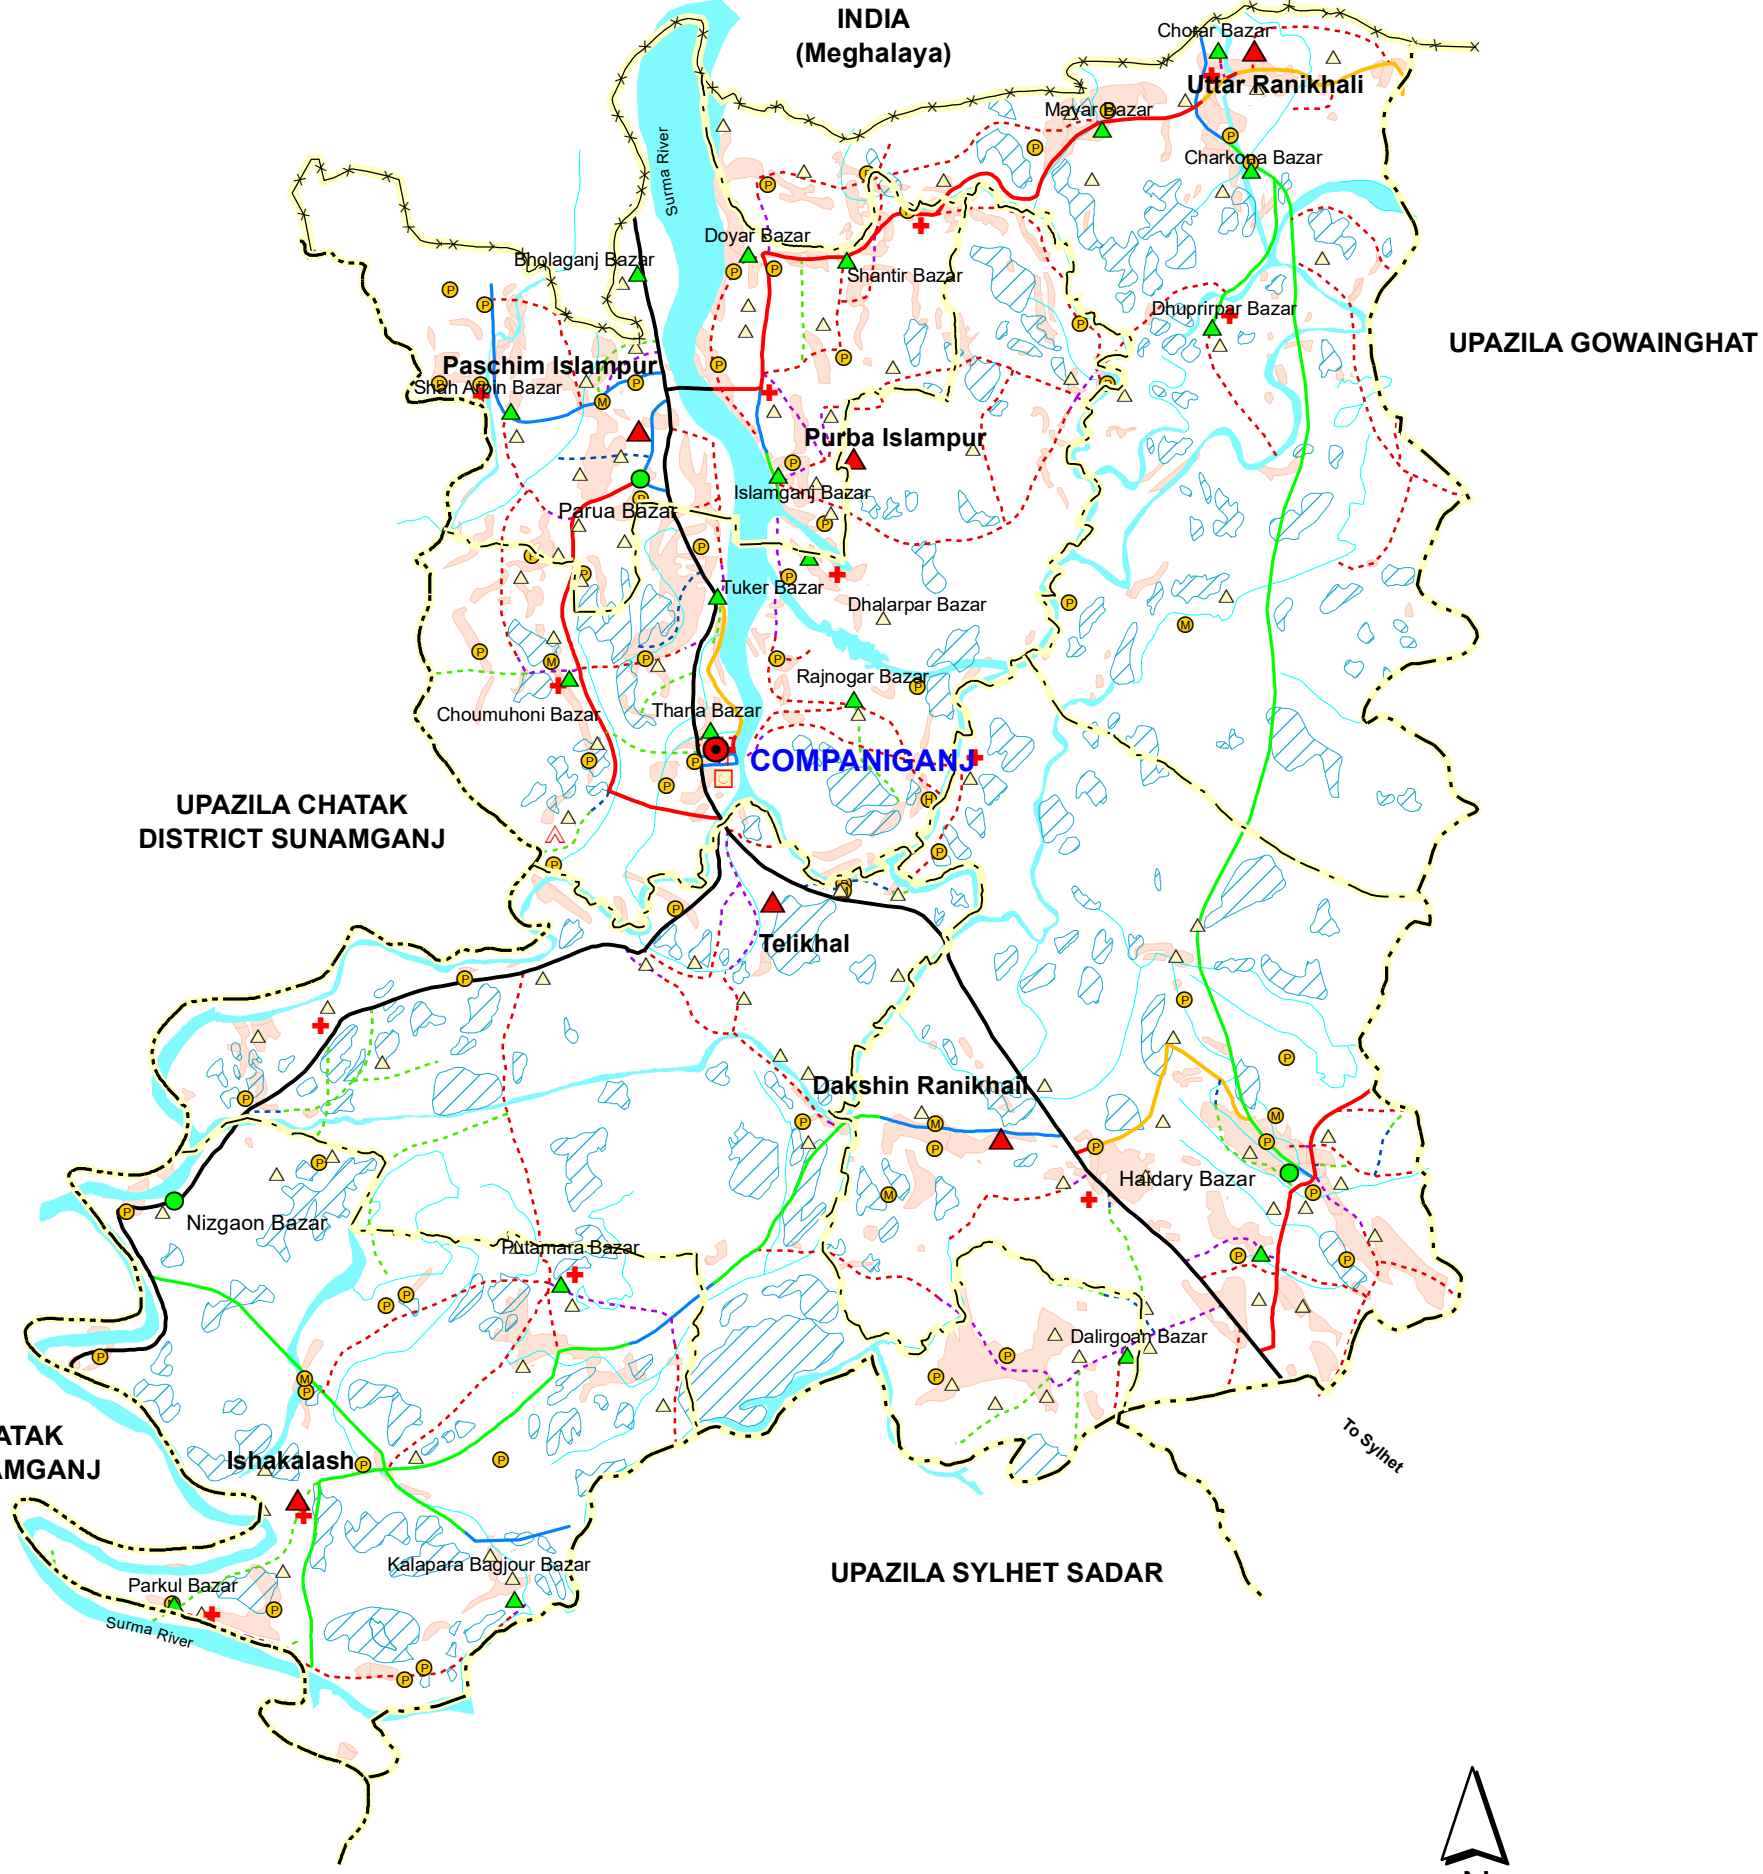 INDIA
(Meghalaya)
Chorar Bazar
Uttar Ranikhali
Mayar Bazar
Charkona Bazar
Surma River
Doyar Bazar
Bholaganj Bazar
Shantir Bazar
Dhuprirpar Bazar
UPAZILA GOWAINGHAT
Paschim Islampur
Shah Arpin Bazar
Purba Islampur
Islamganj Bazar
Parua Bazar
Tuker Bazar
Dhalarpar Bazar
Rajnogar Bazar
Choumuhoni Bazar
Thana Bazar
COMPANIGANJ
UPAZILA CHATAK
DISTRICT SUNAMGANJ
Telikhal
Dakshin Ranikhail
Haidary Bazar
Nizgaon Bazar
Putamara Bazar
Dalirgoan Bazar
To Sylhet
ATAK
AMGANJ
Ishakalash
Kalapara Bagjour Bazar
UPAZILA SYLHET SADAR
Parkul Bazar
Surma River